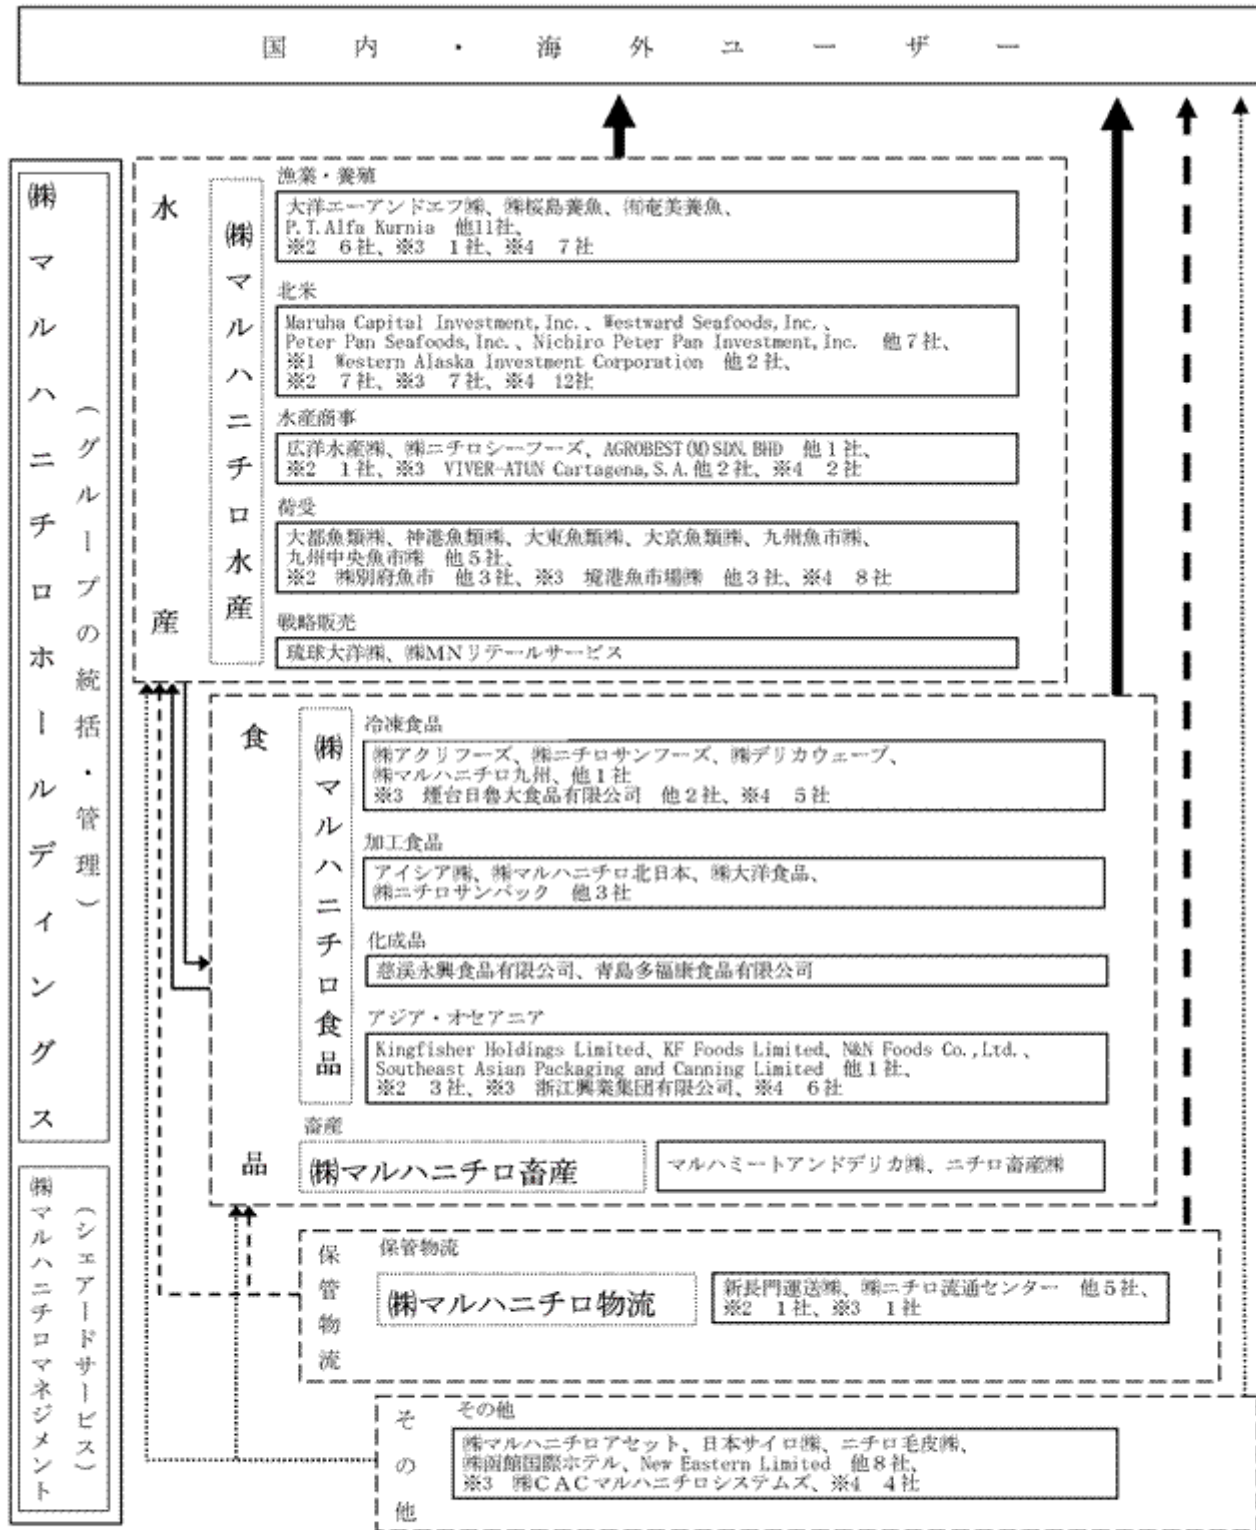 国内・海外ユーザー
㈱マルハニチロホールディングス
（グループの統括・管理）
㈱マルハニチロマネジメント
（シェアードサービス）
水産
㈱マルハニチロ水産
漁業・養殖
大洋エーアンドエフ㈱、㈱桜島養魚、㈲奄美養魚、
P.T.Alfa Kurnia 他11社、
※2 6社、※3 1社、※4 7社
北米
Maruha Capital Investment,Inc.、Westward Seafoods,Inc.、
Peter Pan Seafoods,Inc.、Nichiro Peter Pan Investment,Inc. 他7社、
※1 Western Alaska Investment Corporation 他2社、
※2 7社、※3 7社、※4 12社
水産商事
広洋水産㈱、㈱ニチロシーフーズ、AGROBEST(M)SDN.BHD 他1社、
※2 1社、※3 VIVER-ATUN Cartagena,S.A.他2社、※4 2社
荷受
大都魚類㈱、神港魚類㈱、大東魚類㈱、大京魚類㈱、九州魚市㈱、
九州中央魚市㈱ 他5社、
※2 ㈱別府魚市 他3社、※3 境港魚市場㈱ 他3社、※4 8社
戦略販売
琉球大洋㈱、㈱MNリテールサービス
食品
㈱マルハニチロ食品
冷凍食品
㈱アクリフーズ、㈱ニチロサンフーズ、㈱デリカウェーブ、
㈱マルハニチロ九州、他1社
※3 煙台日魯大食品有限公司 他2社、※4 5社
加工食品
アイシア㈱、㈱マルハニチロ北日本、㈱大洋食品、
㈱ニチロサンパック 他3社
化成品
慈渓永興食品有限公司、青島多福康食品有限公司
アジア・オセアニア
Kingfisher Holdings Limited、KF Foods Limited、N&N Foods Co.,Ltd.、
Southeast Asian Packaging and Canning Limited 他1社、
※2 3社、※3 浙江興業集団有限公司、※4 6社
畜産
㈱マルハニチロ畜産
マルハミートアンドデリカ㈱、ニチロ畜産㈱
保管物流
保管物流
㈱マルハニチロ物流
新長門運送㈱、㈱ニチロ流通センター 他5社、
※2 1社、※3 1社
その他
その他
㈱マルハニチロアセット、日本サイロ㈱、ニチロ毛皮㈱、
㈱函館国際ホテル、New Eastern Limited 他8社、
※3 ㈱CACマルハニチロシステムズ、※4 4社